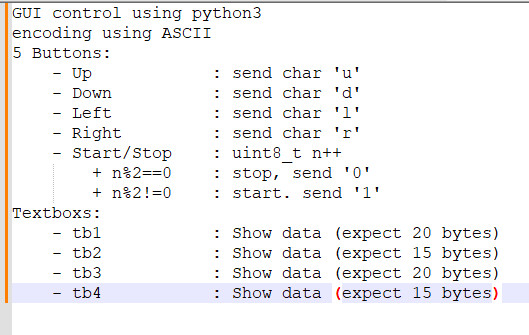 GUI control using python3
encoding using ASCII
5 Buttons:
    - Up            : send char 'u'
    - Down          : send char 'd'
    - Left          : send char 'l'
    - Right         : send char 'r'
    - Start/Stop    : uint8_t n++
        + n%2==0    : stop, send '0'
        + n%2!=0    : start. send '1'
Textboxs:
    - tb1           : Show data (expect 20 bytes)
    - tb2           : Show data (expect 15 bytes)
    - tb3           : Show data (expect 20 bytes)
    - tb4           : Show data (expect 15 bytes)